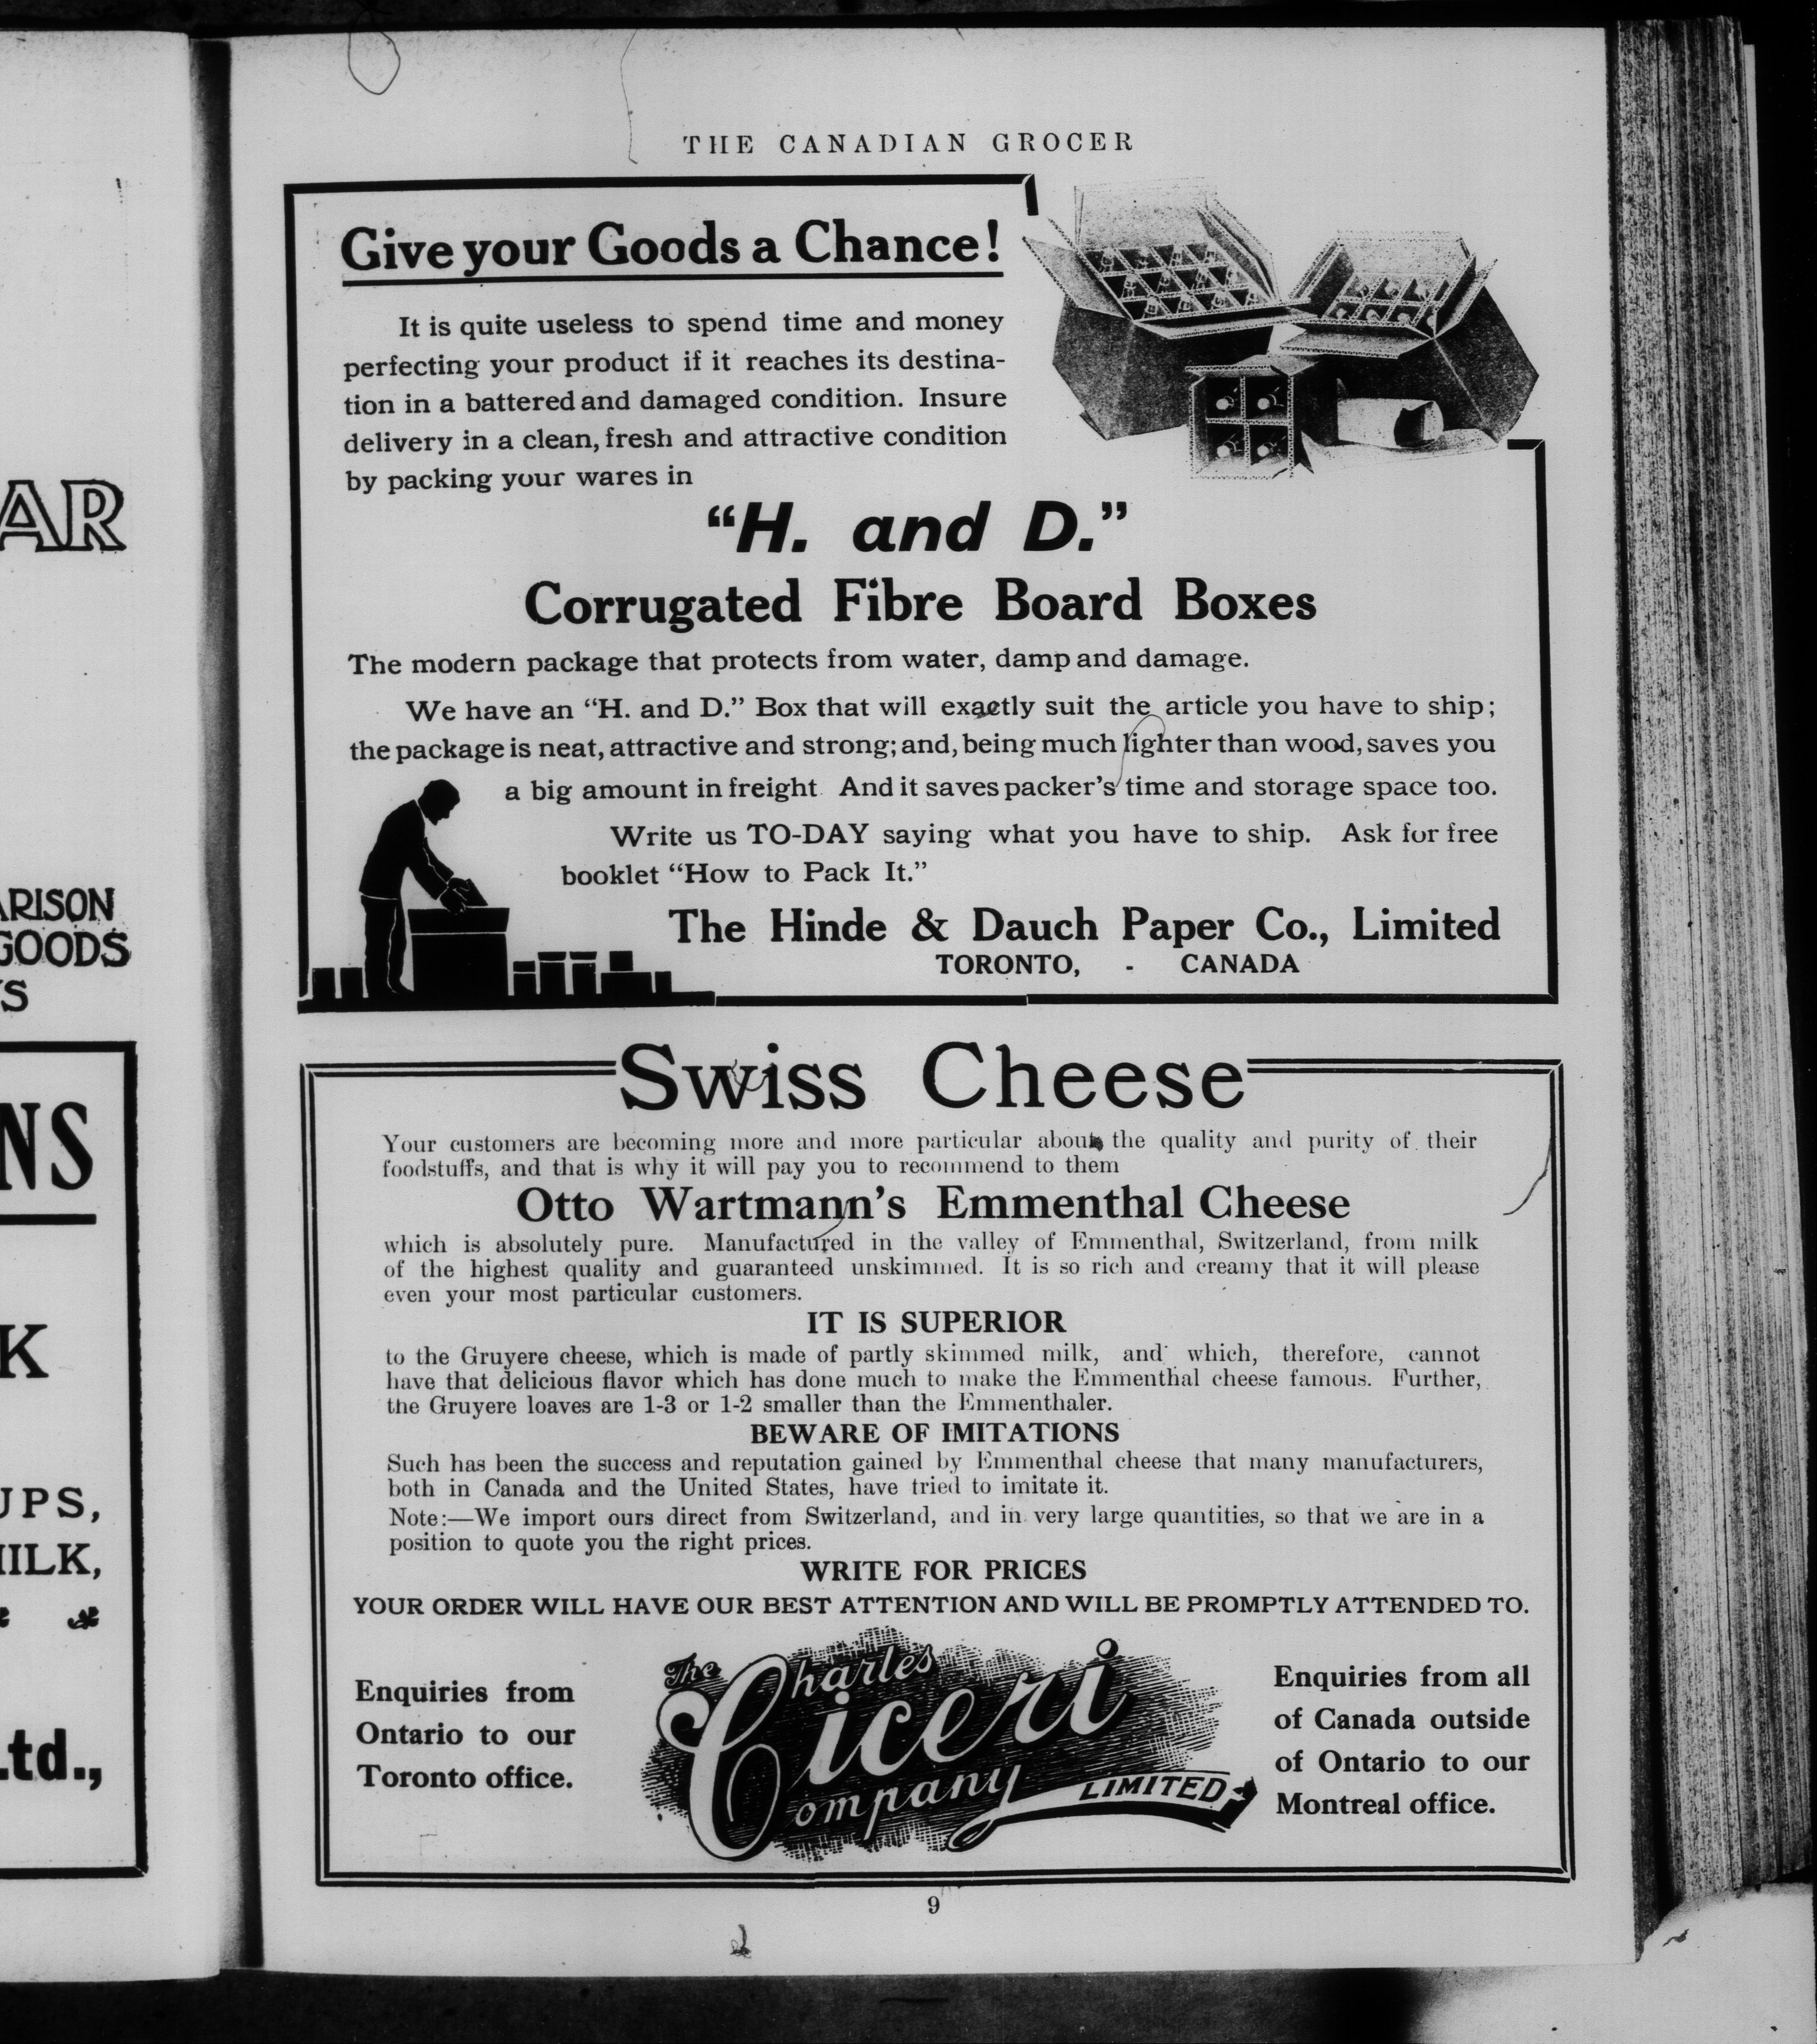 THE CANADIAN GROCER
Give your Goods a Chance!
It is quite useless to spend time and money
perfecting your product if it reaches its destina-
tion in a battered and damaged condition. Insure
delivery in a clean, fresh and attractive condition
by packing your wares in
"H. and D."
Corrugated Fibre Board Boxes
The modern package that protects from water, damp and damage.
We have an "H. and D." Box that will exactly suit the article you have to ship;
the package is neat, attractive and strong; and, being much lighter than wood, saves you
a big amount in freight. And it saves packer's time and storage space too.
Write us TO-DAY saying what you have to ship. Ask for free
booklet "How to Pack It."
The Hinde & Dauch Paper Co., Limited
TORONTO, - CANADA
Swiss Cheese
Your customers are becoming more and more particular about the quality and purity of their
foodstuffs, and that is why it will pay you to recommend to them
Otto Wartmann's Emmenthal Cheese
which is absolutely pure. Manufactured in the valley of Emmenthal, Switzerland, from milk
of the highest quality and guaranteed unskimmed. It is so rich and creamy that it will please
even your most particular customers.
IT IS SUPERIOR
to the Gruyere cheese, which is made of partly skimmed milk, and which, therefore, cannot
have that delicious flavor which has done much to make the Emmenthal cheese famous. Further,
the Gruyere loaves are 1-3 or 1-2 smaller than the Emmenthaler.
BEWARE OF IMITATIONS
Such has been the success and reputation gained by Emmenthal cheese that many manufacturers,
both in Canada and the United States, have tried to imitate it.
Note:—We import ours direct from Switzerland, and in very large quantities, so that we are in a
position to quote you the right prices.
WRITE FOR PRICES
YOUR ORDER WILL HAVE OUR BEST ATTENTION AND WILL BE PROMPTLY ATTENDED TO.
Enquiries from
Ontario to our
Toronto office.
The Charles
Ciceri
Company LIMITED
Enquiries from all
of Canada outside
of Ontario to our
Montreal office.
9
AR
ARISON
GOODS
NS
K
UPS,
MILK,
Ltd.,